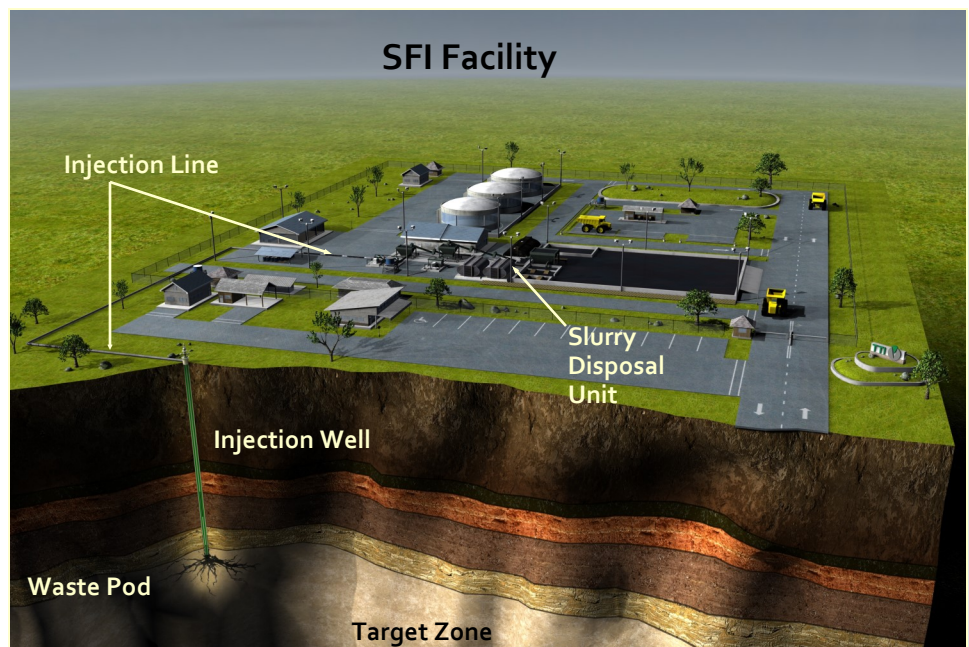 SFI Facility
Injection Line
Slurry
Disposal
Unit
Injection Well
Waste Pod
Target Zone